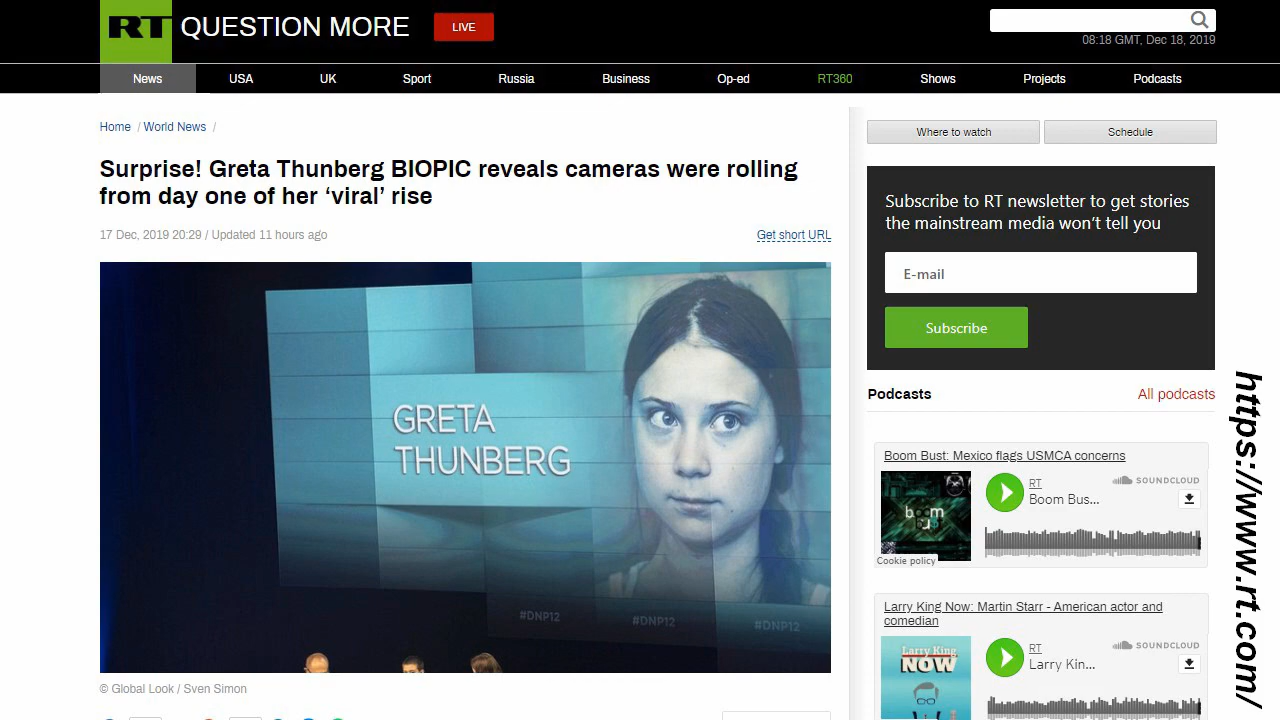 RT QUESTION MORE
LIVE
08:18 GMT, Dec 18, 2019
News USA UK Sport Russia Business Op-ed RT360 Shows Projects Podcasts
Home / World News /
Surprise! Greta Thunberg BIOPIC reveals cameras were rolling
from day one of her ‘viral’ rise
17 Dec, 2019 20:29 / Updated 11 hours ago
Get short URL
GRETA
THUNBERG
#DNP12 #DNP12 #DNP12
© Global Look / Sven Simon
Where to watch Schedule
Subscribe to RT newsletter to get stories
the mainstream media won’t tell you
E-mail
Subscribe
Podcasts All podcasts
Boom Bust: Mexico flags USMCA concerns
boom
bust
RT
SOUNDCLOUD
Boom Bus...
Cookie policy
Larry King Now: Martin Starr - American actor and
comedian
Larry King
NOW
RT
SOUNDCLOUD
Larry Kin...
https://www.rt.com/